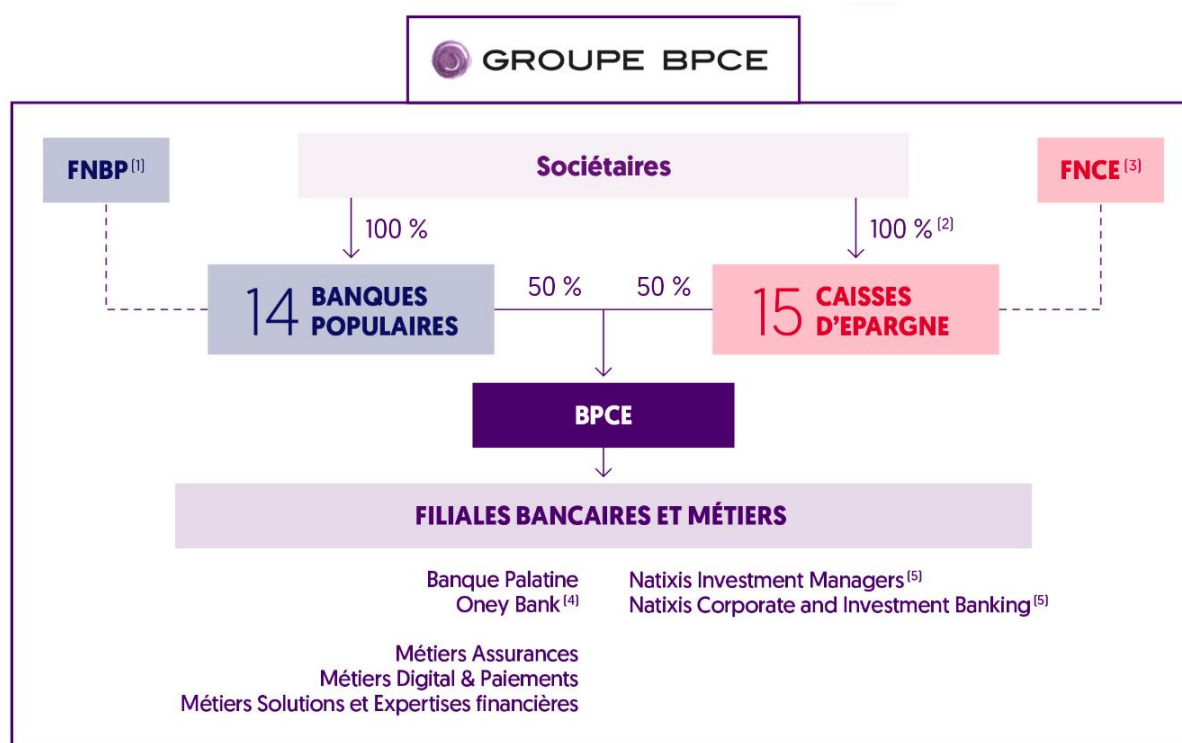 GROUPE BPCE
FNBP (1)
Sociétaires
FNCE (3)
100 %
100 % (2)
14 BANQUES
POPULAIRES
50 %
50 %
15 CAISSES
D'EPARGNE
BPCE
FILIALES BANCAIRES ET MÉTIERS
Banque Palatine
Oney Bank (4)
Métiers Assurances
Métiers Digital & Paiements
Métiers Solutions et Expertises financières
Natixis Investment Managers (5)
Natixis Corporate and Investment Banking (5)